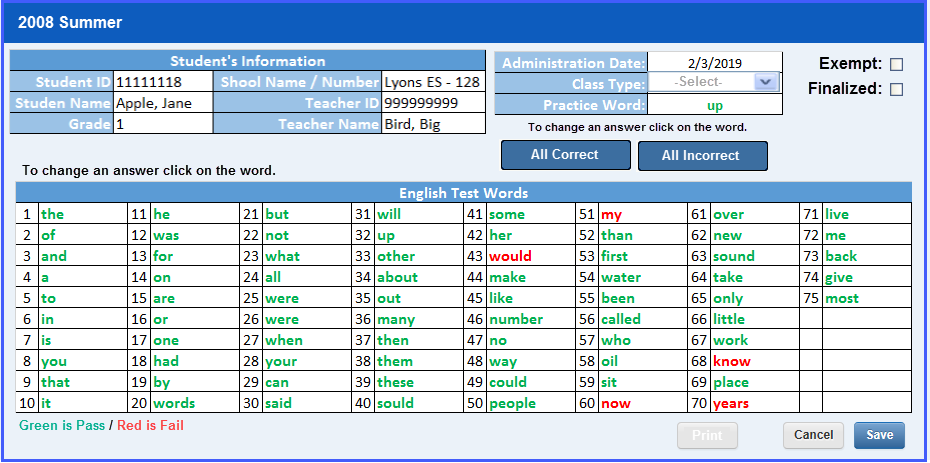 2008 Summer
Student's Information
Student ID 11111118 Shool Name / Number Lyons ES - 128
Studen Name Apple, Jane Teacher ID 999999999
Grade 1 Teacher Name Bird, Big
Administration Date: 2/3/2019
Class Type: -Select-
Practice Word: up
Exempt:
Finalized:
To change an answer click on the word.
All Correct All Incorrect
To change an answer click on the word.
English Test Words
1 the 11 he 21 but 31 will 41 some 51 my 61 over 71 live
2 of 12 was 22 not 32 up 42 her 52 than 62 new 72 me
3 and 13 for 23 what 33 other 43 would 53 first 63 sound 73 back
4 a 14 on 24 all 34 about 44 make 54 water 64 take 74 give
5 to 15 are 25 were 35 out 45 like 55 been 65 only 75 most
6 in 16 or 26 were 36 many 46 number 56 called 66 little
7 is 17 one 27 when 37 then 47 no 57 who 67 work
8 you 18 had 28 your 38 them 48 way 58 oil 68 know
9 that 19 by 29 can 39 these 49 could 59 sit 69 place
10 it 20 words 30 said 40 sould 50 people 60 now 70 years
Green is Pass / Red is Fail
Print Cancel Save